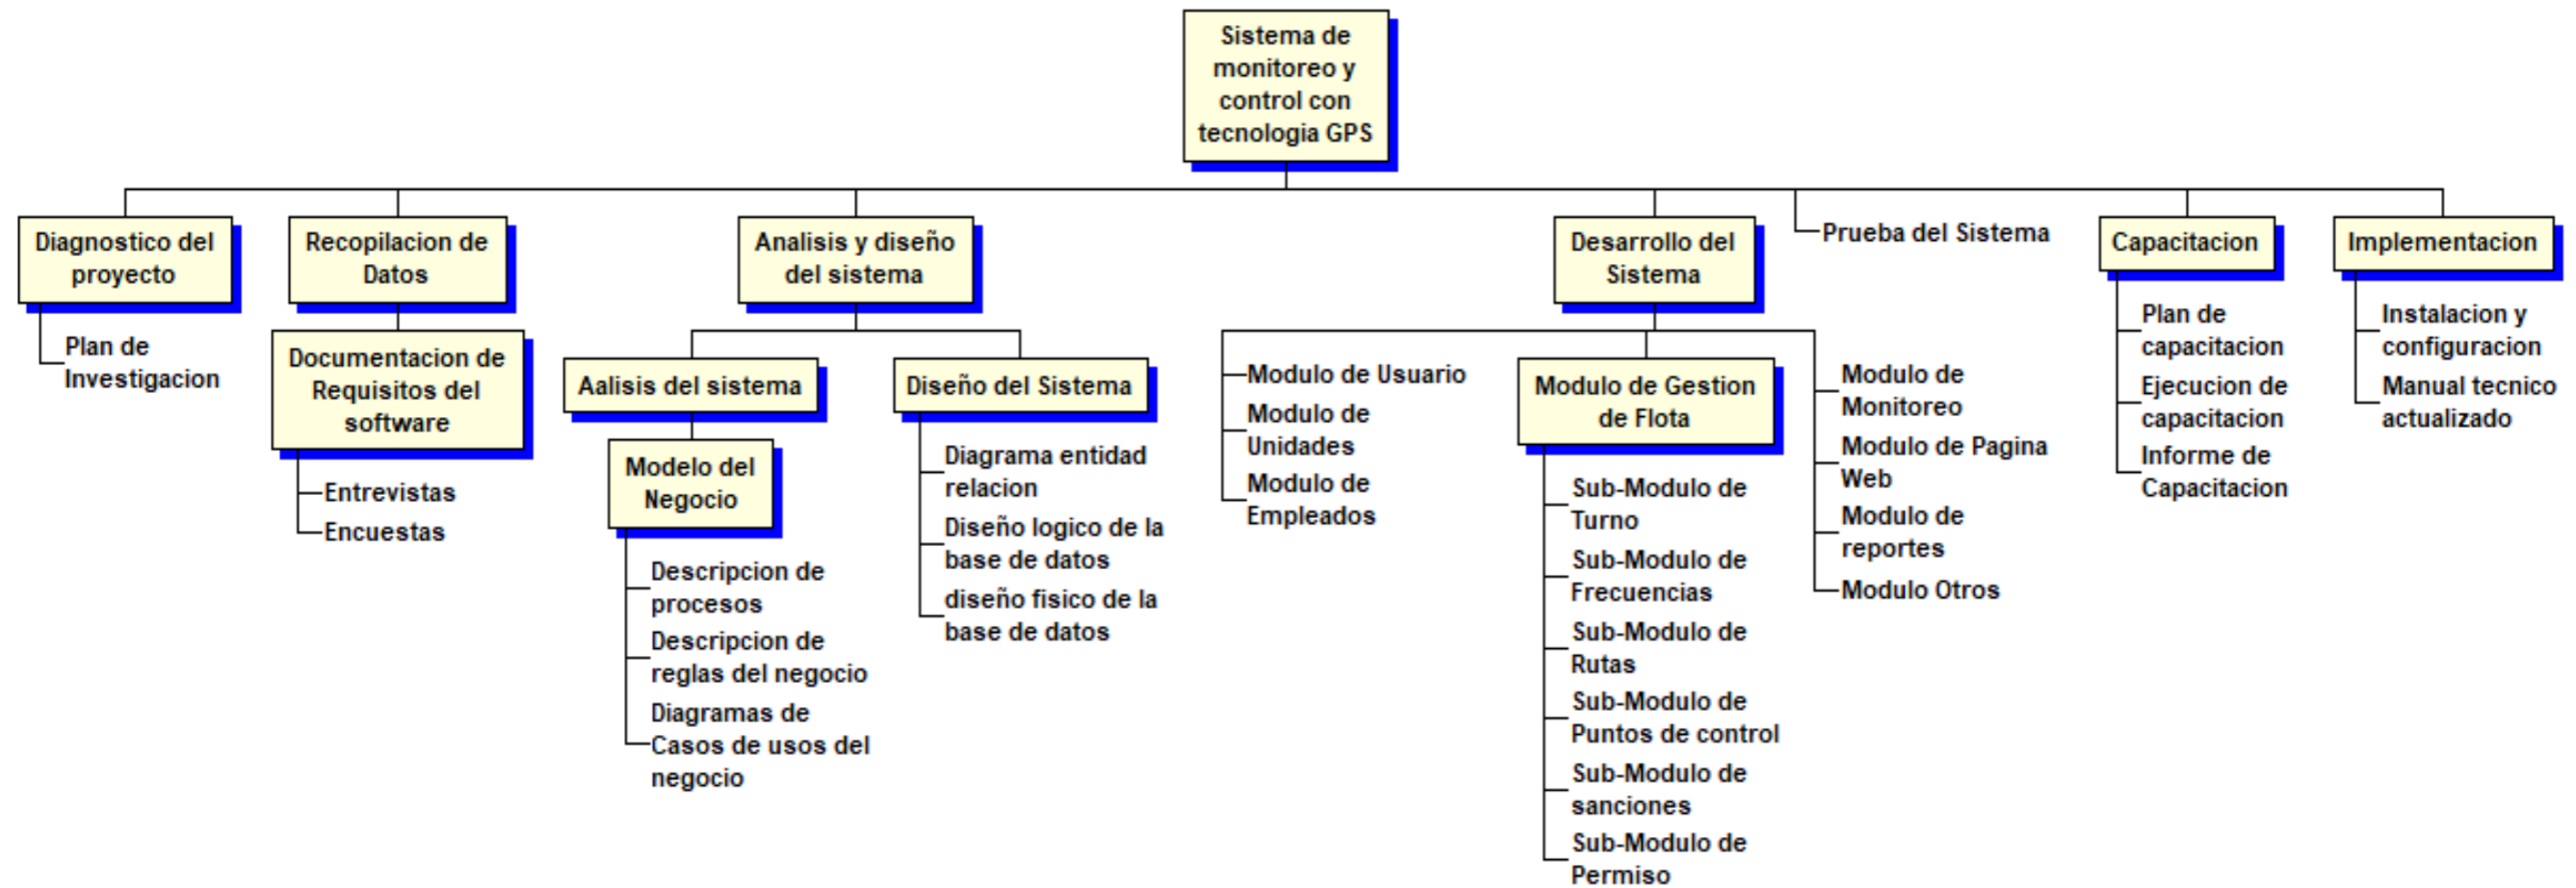 Sistema de
monitoreo y
control con
tecnologia GPS
Diagnostico del
proyecto
Plan de
Investigacion
Recopilacion de
Datos
Documentacion de
Requisitos del
software
Entrevistas
Encuestas
Analisis y diseño
del sistema
Aalisis del sistema
Modelo del
Negocio
Descripcion de
procesos
Descripcion de
reglas del negocio
Diagramas de
Casos de usos del
negocio
Diseño del Sistema
Diagrama entidad
relacion
Diseño logico de la
base de datos
diseño fisico de la
base de datos
Desarrollo del
Sistema
Modulo de Usuario
Modulo de
Unidades
Modulo de
Empleados
Modulo de Gestion
de Flota
Sub-Modulo de
Turno
Sub-Modulo de
Frecuencias
Sub-Modulo de
Rutas
Sub-Modulo de
Puntos de control
Sub-Modulo de
sanciones
Sub-Modulo de
Permiso
Modulo de
Monitoreo
Modulo de Pagina
Web
Modulo de
reportes
Modulo Otros
Prueba del Sistema
Capacitacion
Plan de
capacitacion
Ejecucion de
capacitacion
Informe de
Capacitacion
Implementacion
Instalacion y
configuracion
Manual tecnico
actualizado